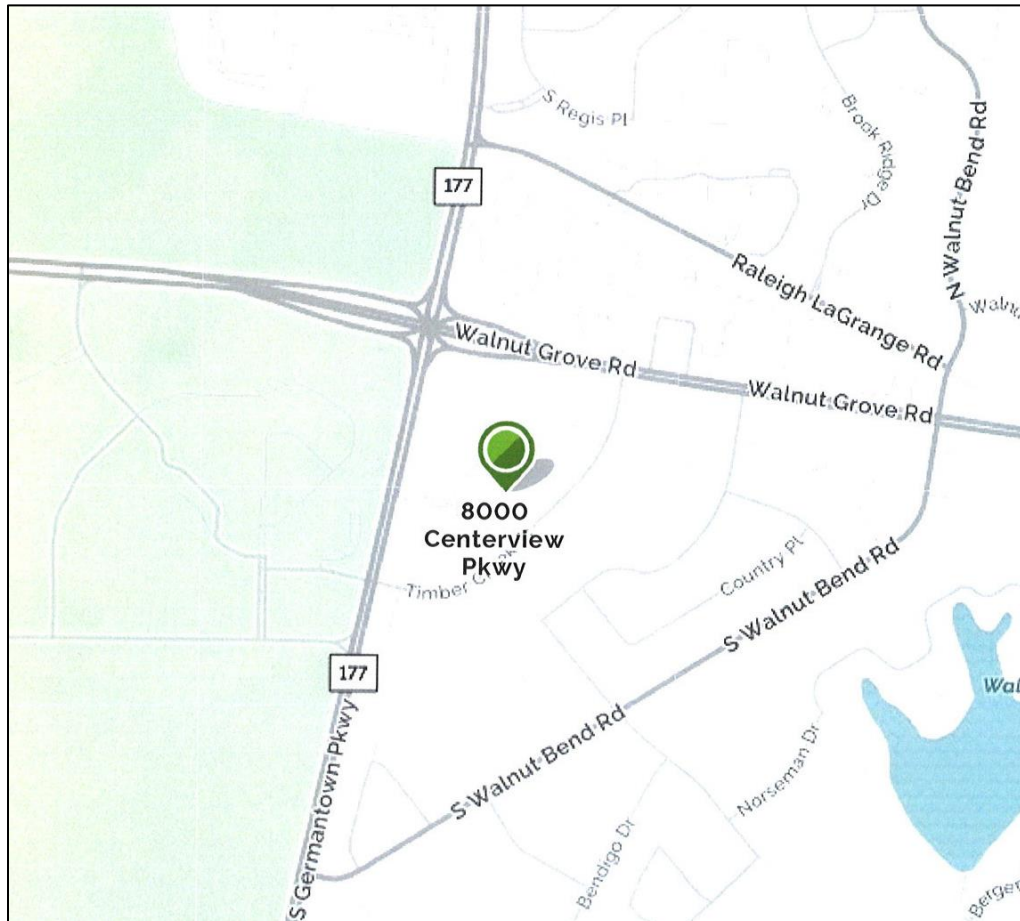 S Regis Pl
Brook Ridge Dr
N Walnut Bend Rd
177
Raleigh LaGrange Rd
Walnut Grove Rd
Walnut Grove Rd
8000
Centerview
Pkwy
Timber
Country Pl
S Walnut Bend Rd
177
S Walnut Bend Rd
S Germantown Pkwy
Norseman Dr
Bendigo Dr